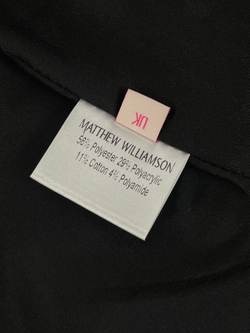 UK
MATTHEW WILLIAMSON
56% Polyester 29% Polyacrylic
11% Cotton 4% Polyamide